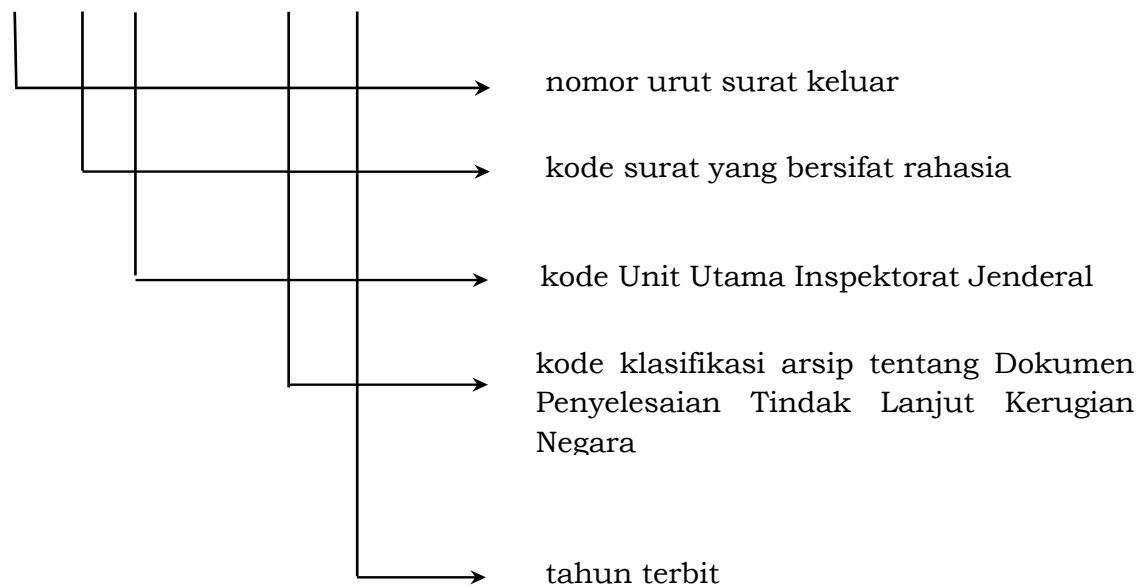 nomor urut surat keluar
kode surat yang bersifat rahasia
kode Unit Utama Inspektorat Jenderal
kode klasifikasi arsip tentang Dokumen
Penyelesaian Tindak Lanjut Kerugian
Negara
tahun terbit